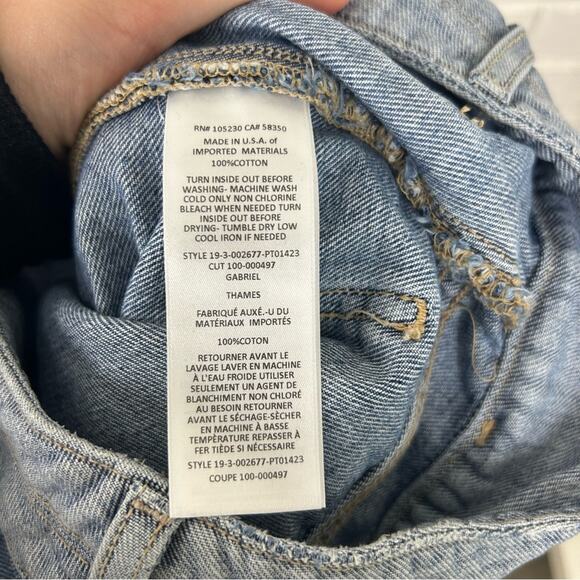 RN# 105230 CA# 58350
MADE IN U.S.A. of
IMPORTED MATERIALS
100%COTTON
TURN INSIDE OUT BEFORE
WASHING- MACHINE WASH
COLD ONLY NON CHLORINE
BLEACH WHEN NEEDED TURN
INSIDE OUT BEFORE
DRYING- TUMBLE DRY LOW
COOL IRON IF NEEDED
STYLE 19-3-002677-PT01423
CUT 100-000497
GABRIEL
THAMES
FABRIQUÉ AUXÉ.-U DU
MATÉRIAUX IMPORTÉS
100%COTON
RETOURNER AVANT LE
LAVAGE LAVER EN MACHINE
À L'EAU FROIDE UTILISER
SEULEMENT UN AGENT DE
BLANCHIMENT NON CHLORÉ
AU BESOIN RETOURNER
AVANT LE SÉCHAGE-SÈCHER
EN MACHINE À BASSE
TEMPÈRATURE REPASSER À
FER TIÈDE SI NÉCESSAIRE
STYLE 19-3-002677-PT01423
COUPE 100-000497